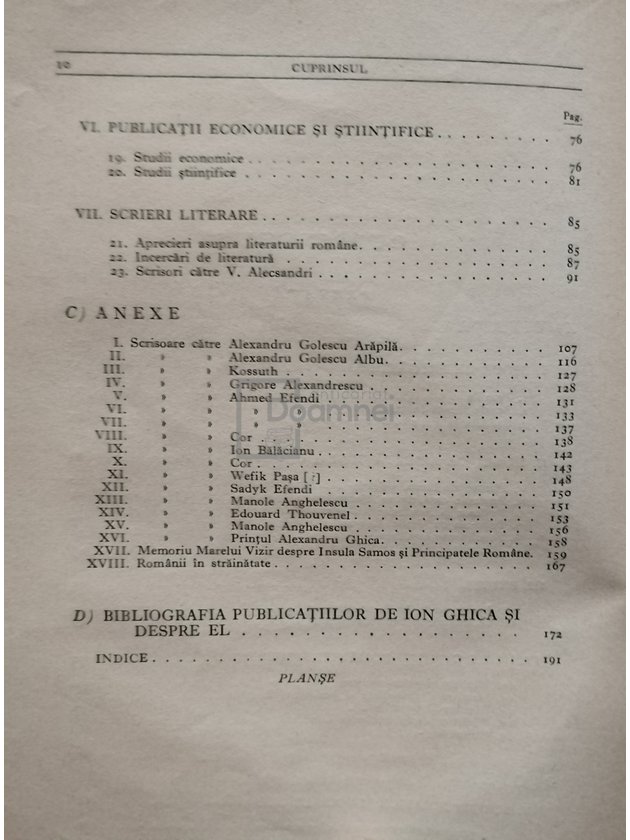 10 CUPRINSUL
Pag.
VI. PUBLICAȚII ECONOMICE ȘI ȘTIINȚIFICE . . . . . . . . . 76
19. Studii economice . . . . . . . . . . . . . . . . . . . . 76
20. Studii științifice . . . . . . . . . . . . . . . . . . . . 81
VII. SCRIERI LITERARE . . . . . . . . . . . . . . . . . . . 85
21. Aprecieri asupra literaturii române. . . . . . . . . . . . 85
22. Incercări de literatură . . . . . . . . . . . . . . . . . 87
23. Scrisori către V. Alecsandri . . . . . . . . . . . . . . . 91
C) ANEXE
I. Scrisoare către Alexandru Golescu Arăpilă. . . . . . . . . . 107
II. » » Alexandru Golescu Albu. . . . . . . . . . . 116
III. » » Kossuth . . . . . . . . . . . . . . . . . . 127
IV. » » Grigore Alexandrescu . . . . . . . . . . . . 128
V. » » Ahmed Efendi . . . . . . . . . . . . . . . 131
VI. » » » » . . . . . . . . . . . . . . . 133
VII. » » » » . . . . . . . . . . . . . . . 137
VIII. » » Cor . . . . . . . . . . . . . . . . . . . 138
IX. » » Ion Bălăcianu . . . . . . . . . . . . . . . 142
X. » » Cor . . . . . . . . . . . . . . . . . . . . 143
XI. » » Wefik Pașa [?] . . . . . . . . . . . . . . . 148
XII. » » Sadyk Efendi . . . . . . . . . . . . . . . 150
XIII. » » Manole Anghelescu . . . . . . . . . . . . . 151
XIV. » » Edouard Thouvenel . . . . . . . . . . . . . 153
XV. » » Manole Anghelescu . . . . . . . . . . . . . 156
XVI. » » Prințul Alexandru Ghica. . . . . . . . . . . 158
XVII. Memoriu Marelui Vizir despre Insula Samos și Principatele Române. 159
XVIII. Românii în străinătate . . . . . . . . . . . . . . . . . 167
D) BIBLIOGRAFIA PUBLICAȚIILOR DE ION GHICA ȘI
DESPRE EL . . . . . . . . . . . . . . . . . . 172
INDICE . . . . . . . . . . . . . . . . . . . . . . . . 191
PLANȘE
Doamnei